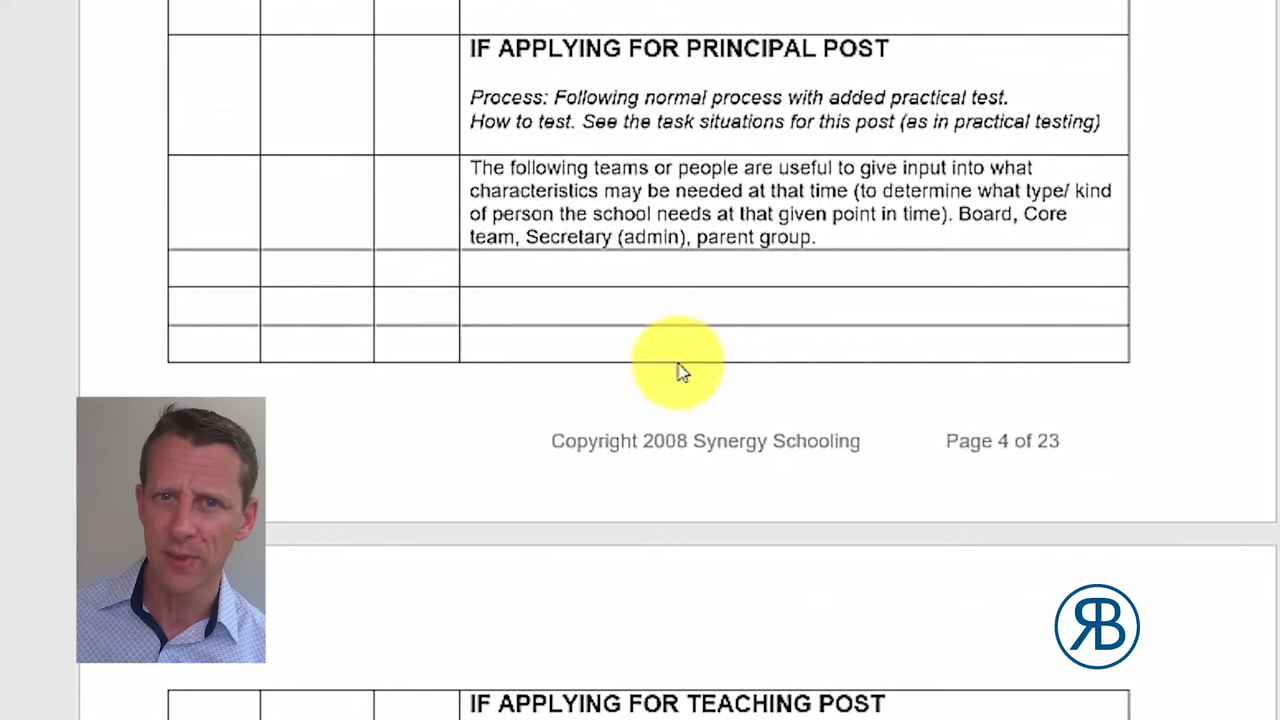 IF APPLYING FOR PRINCIPAL POST
Process: Following normal process with added practical test.
How to test. See the task situations for this post (as in practical testing)
The following teams or people are useful to give input into what
characteristics may be needed at that time (to determine what type/ kind
of person the school needs at that given point in time). Board, Core
team, Secretary (admin), parent group.
Copyright 2008 Synergy Schooling Page 4 of 23
RB
IF APPLYING FOR TEACHING POST